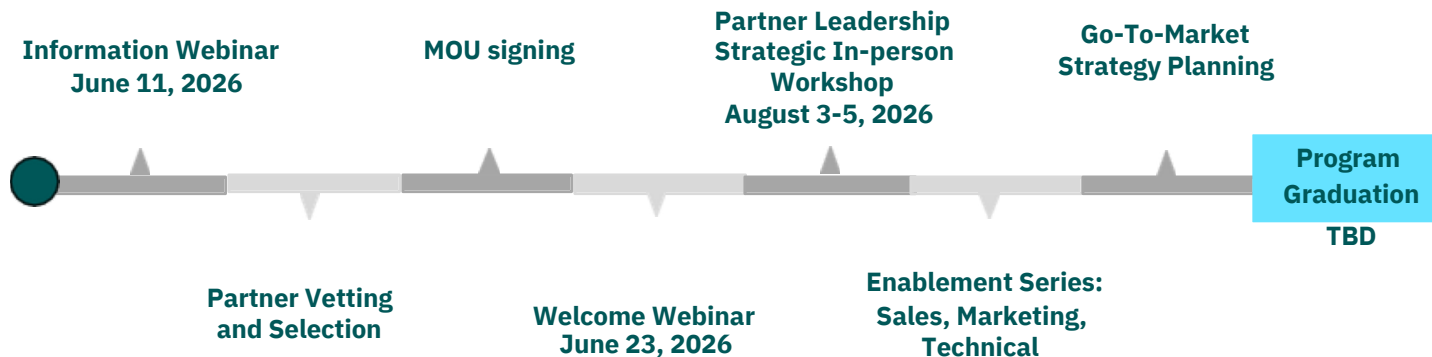 Information Webinar
June 11, 2026
Partner Vetting
and Selection
MOU signing
Welcome Webinar
June 23, 2026
Partner Leadership
Strategic In-person
Workshop
August 3-5, 2026
Enablement Series:
Sales, Marketing,
Technical
Go-To-Market
Strategy Planning
Program
Graduation
TBD